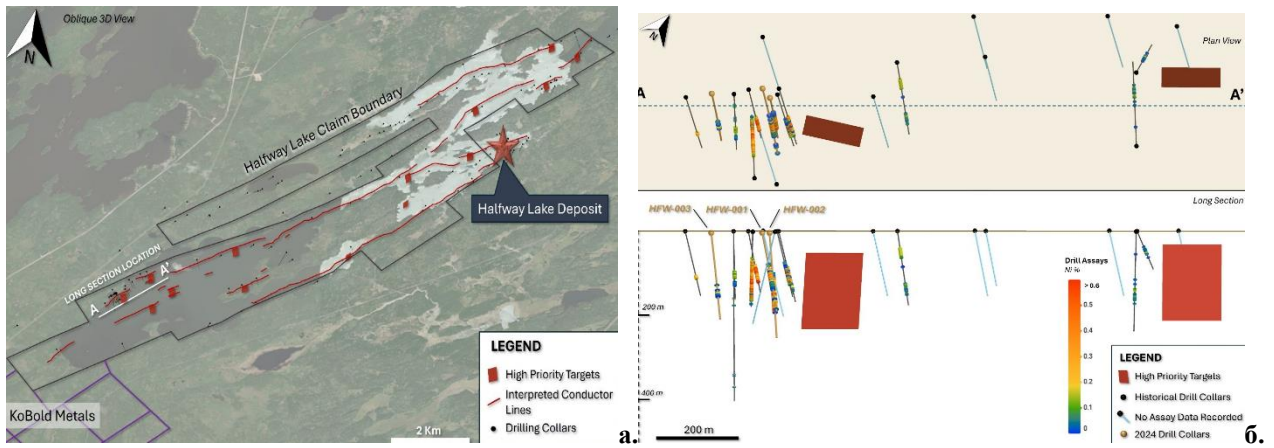 Oblique 3D View
N
Halfway Lake Claim Boundary
Halfway Lake Deposit
LONG SECTION LOCATION
A
A'
KoBold Metals
LEGEND
High Priority Targets
Interpreted Conductor
Lines
Drilling Collars
2 Km
а.
N
Plan View
A
A'
Long Section
HFW-003
HFW-001
HFW-002
200 m
400 m
200 m
Drill Assays
Ni %
> 0.6
0.5
0.4
0.3
0.2
0.1
0
LEGEND
High Priority Targets
Historical Drill Collars
No Assay Data Recorded
2024 Drill Collars
б.